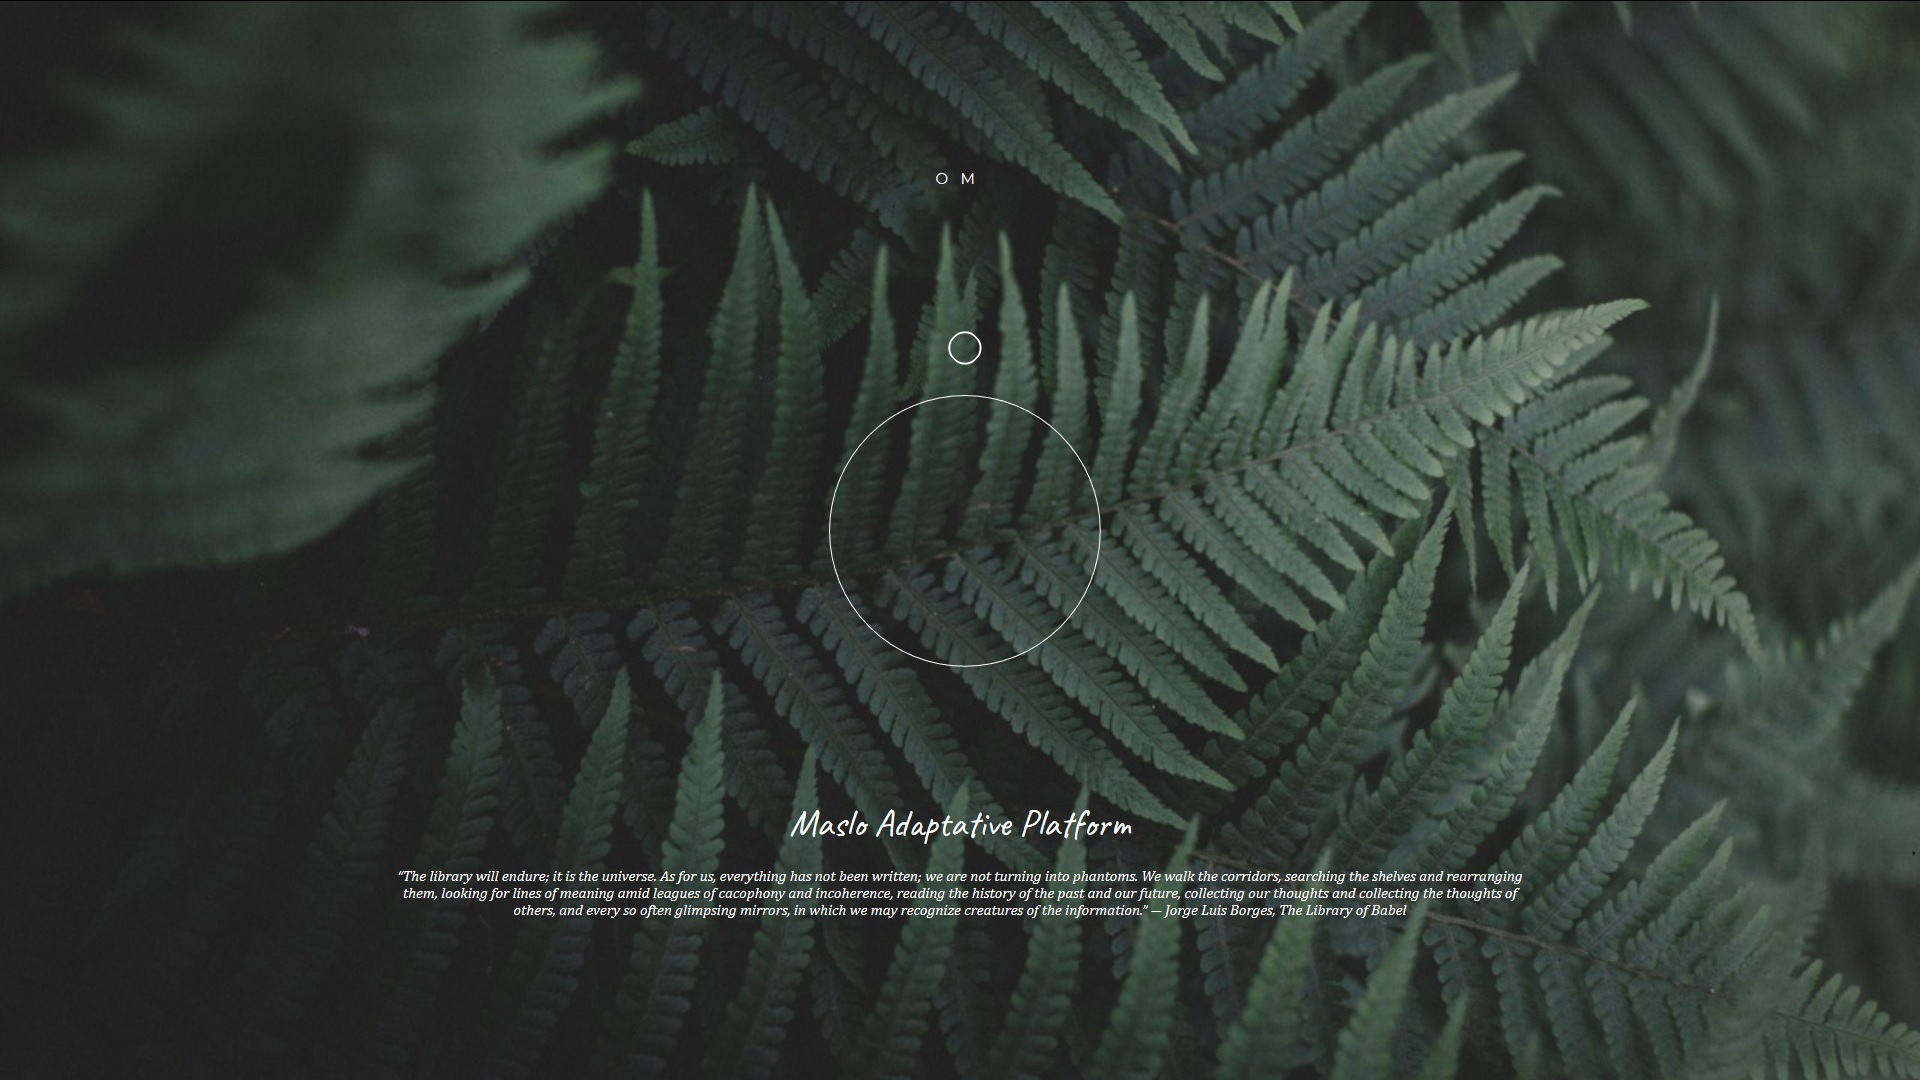 O M
Maslo Adaptative Platform
“The library will endure; it is the universe. As for us, everything has not been written; we are not turning into phantoms. We walk the corridors, searching the shelves and rearranging
them, looking for lines of meaning amid leagues of cacophony and incoherence, reading the history of the past and our future, collecting our thoughts and collecting the thoughts of
others, and every so often glimpsing mirrors, in which we may recognize creatures of the information.” — Jorge Luis Borges, The Library of Babel